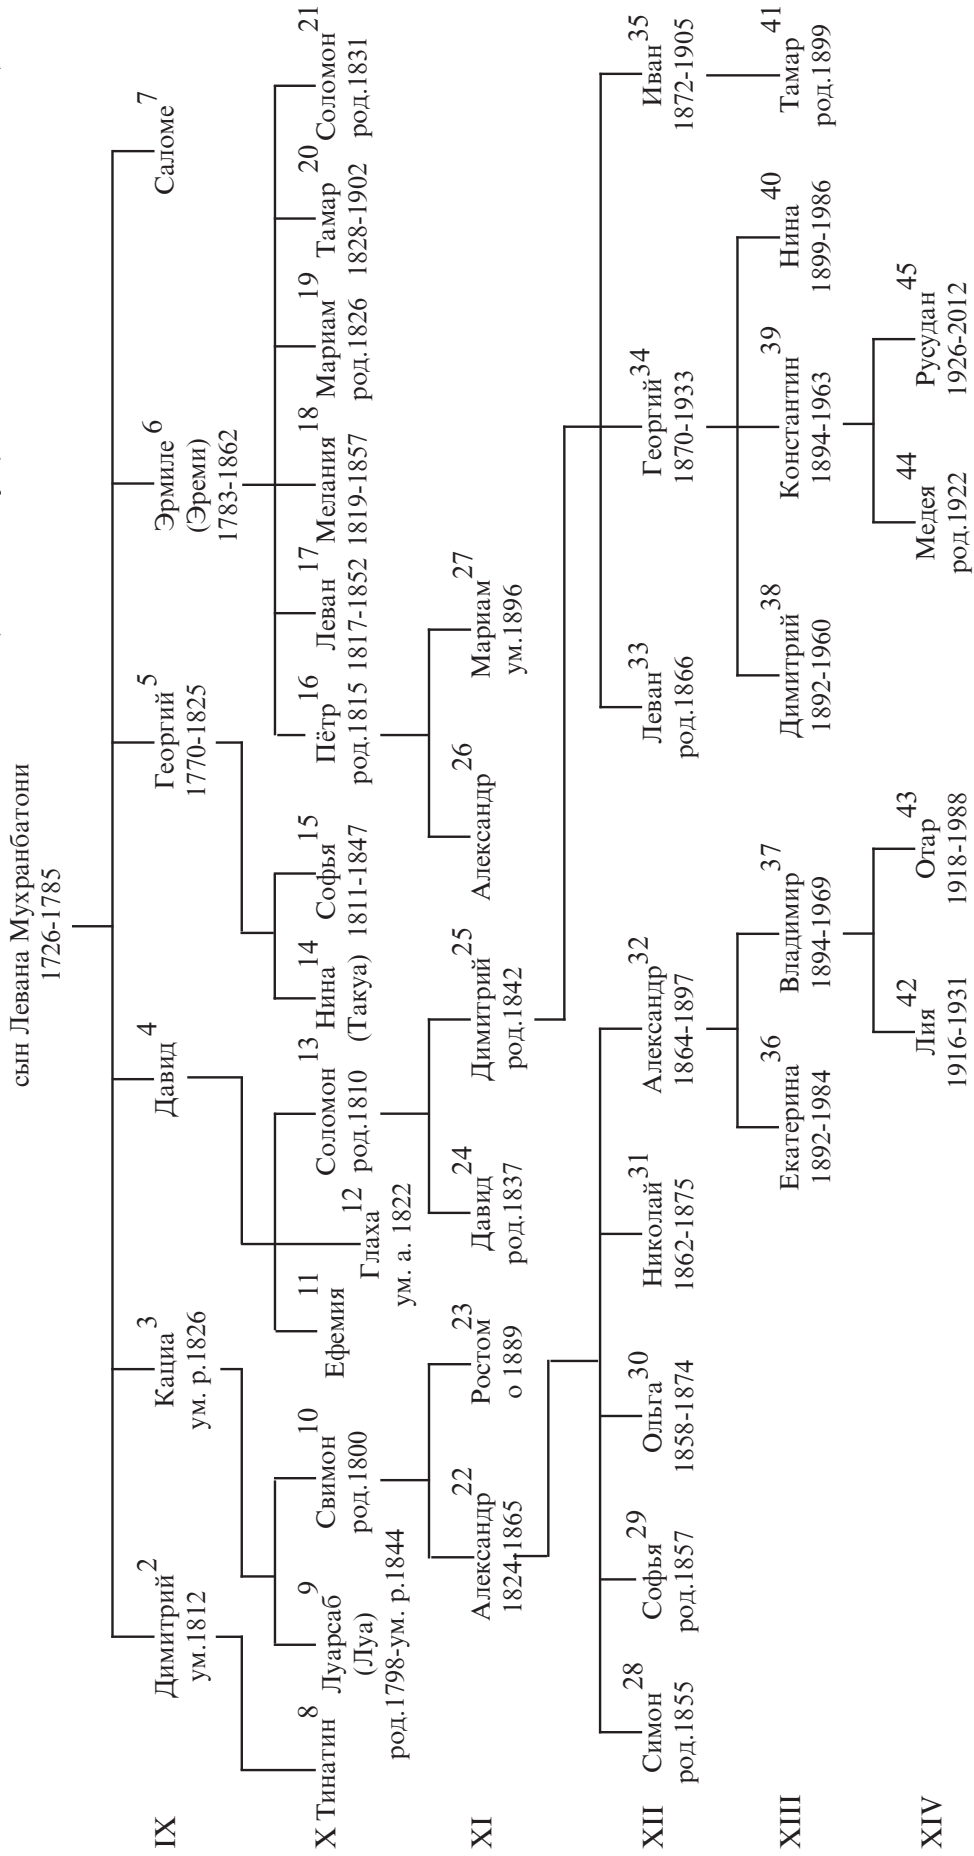 сын Левана Мухранбатони
1726-1785
IX
Димитрий 2
ум.1812
Кациа 3
ум. р.1826
Давид 4
Георгий 5
1770-1825
Эрмиле 6
(Эреми)
1783-1862
Саломе 7
X
Тинатин 8
Луарсаб 9
(Луа)
род.1798-ум. р.1844
Свимон 10
род.1800
Ефемия 11
Глаха 12
ум. а. 1822
Соломон 13
род.1810
Нина 14
(Такуа)
Софья 15
1811-1847
Пётр 16
род.1815
Леван 17
1817-1852
Мелания 18
1819-1857
Мариам 19
род.1826
Тамар 20
1828-1902
Соломон 21
род.1831
XI
Александр 22
1824-1865
Ростом 23
о 1889
Давид 24
род.1837
Димитрий 25
род.1842
Александр 26
Мариам 27
ум.1896
XII
Симон 28
род.1855
Софья 29
род.1857
Ольга 30
1858-1874
Николай 31
1862-1875
Александр 32
1864-1897
Леван 33
род.1866
Георгий 34
1870-1933
Иван 35
1872-1905
XIII
Екатерина 36
1892-1984
Владимир 37
1894-1969
Димитрий 38
1892-1960
Константин 39
1894-1963
Нина 40
1899-1986
Тамар 41
род.1899
XIV
Лия 42
1916-1931
Отар 43
1918-1988
Медея 44
род.1922
Русудан 45
1926-2012